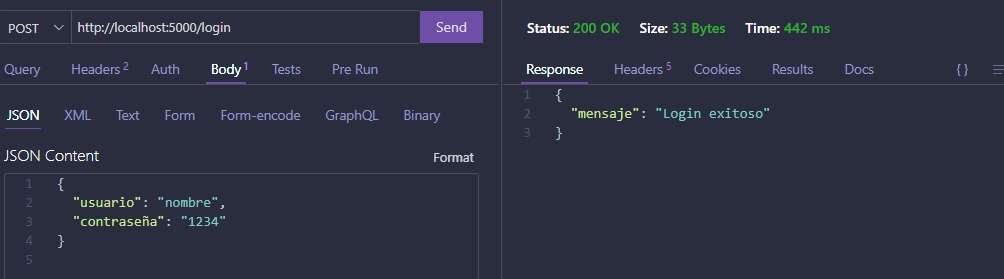 POST http://localhost:5000/login Send
Query Headers 2 Auth Body 1 Tests Pre Run
JSON XML Text Form Form-encode GraphQL Binary
JSON Content Format
1 {
2 "usuario": "nombre",
3 "contraseña": "1234"
4 }
5
Status: 200 OK Size: 33 Bytes Time: 442 ms
Response Headers 5 Cookies Results Docs {}
1 {
2 "mensaje": "Login exitoso"
3 }